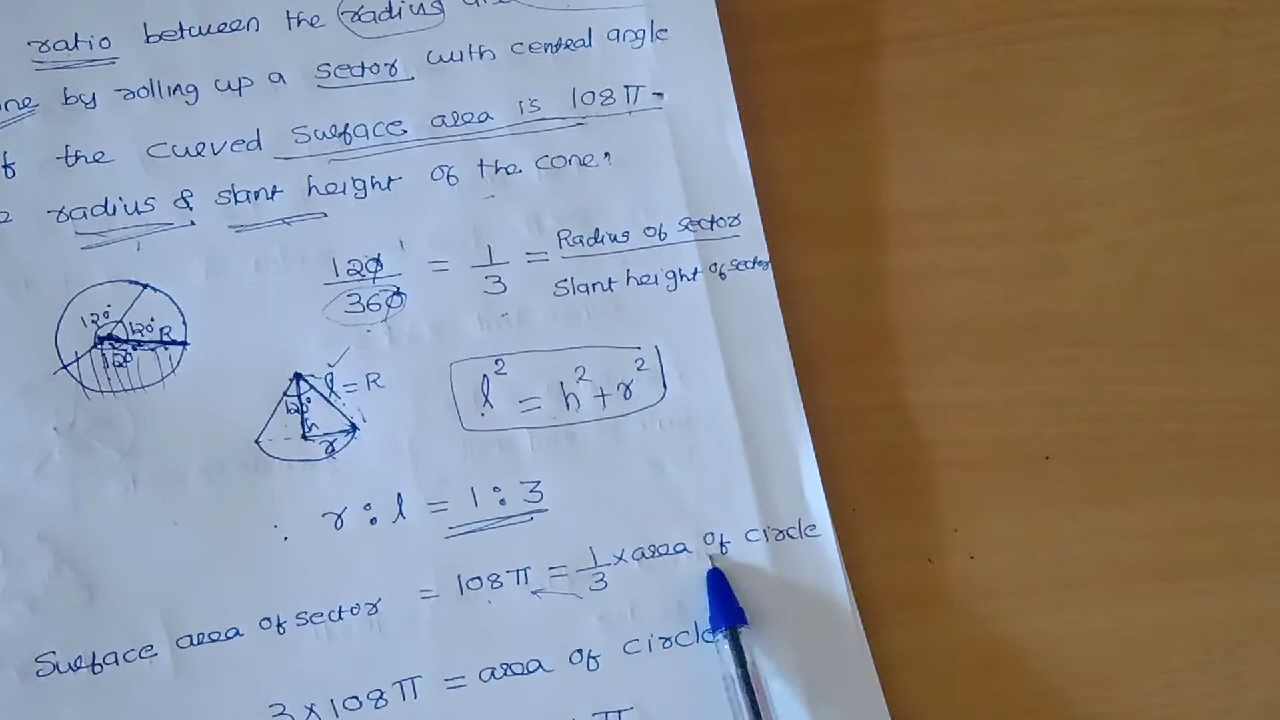 ratio between the radius
one by rolling up a sector with central angle
f the curved surface area is 108π.
radius & slant height of the cone?
120/360 = 1/3 = Radius of sector/Slant height of sector
120° 120° R
120°
l = R
120°
h
r
l² = h² + r²
∴ r : l = 1 : 3
Surface area of sector = 108π = 1/3 × area of circle
3 × 108π = area of circle
π